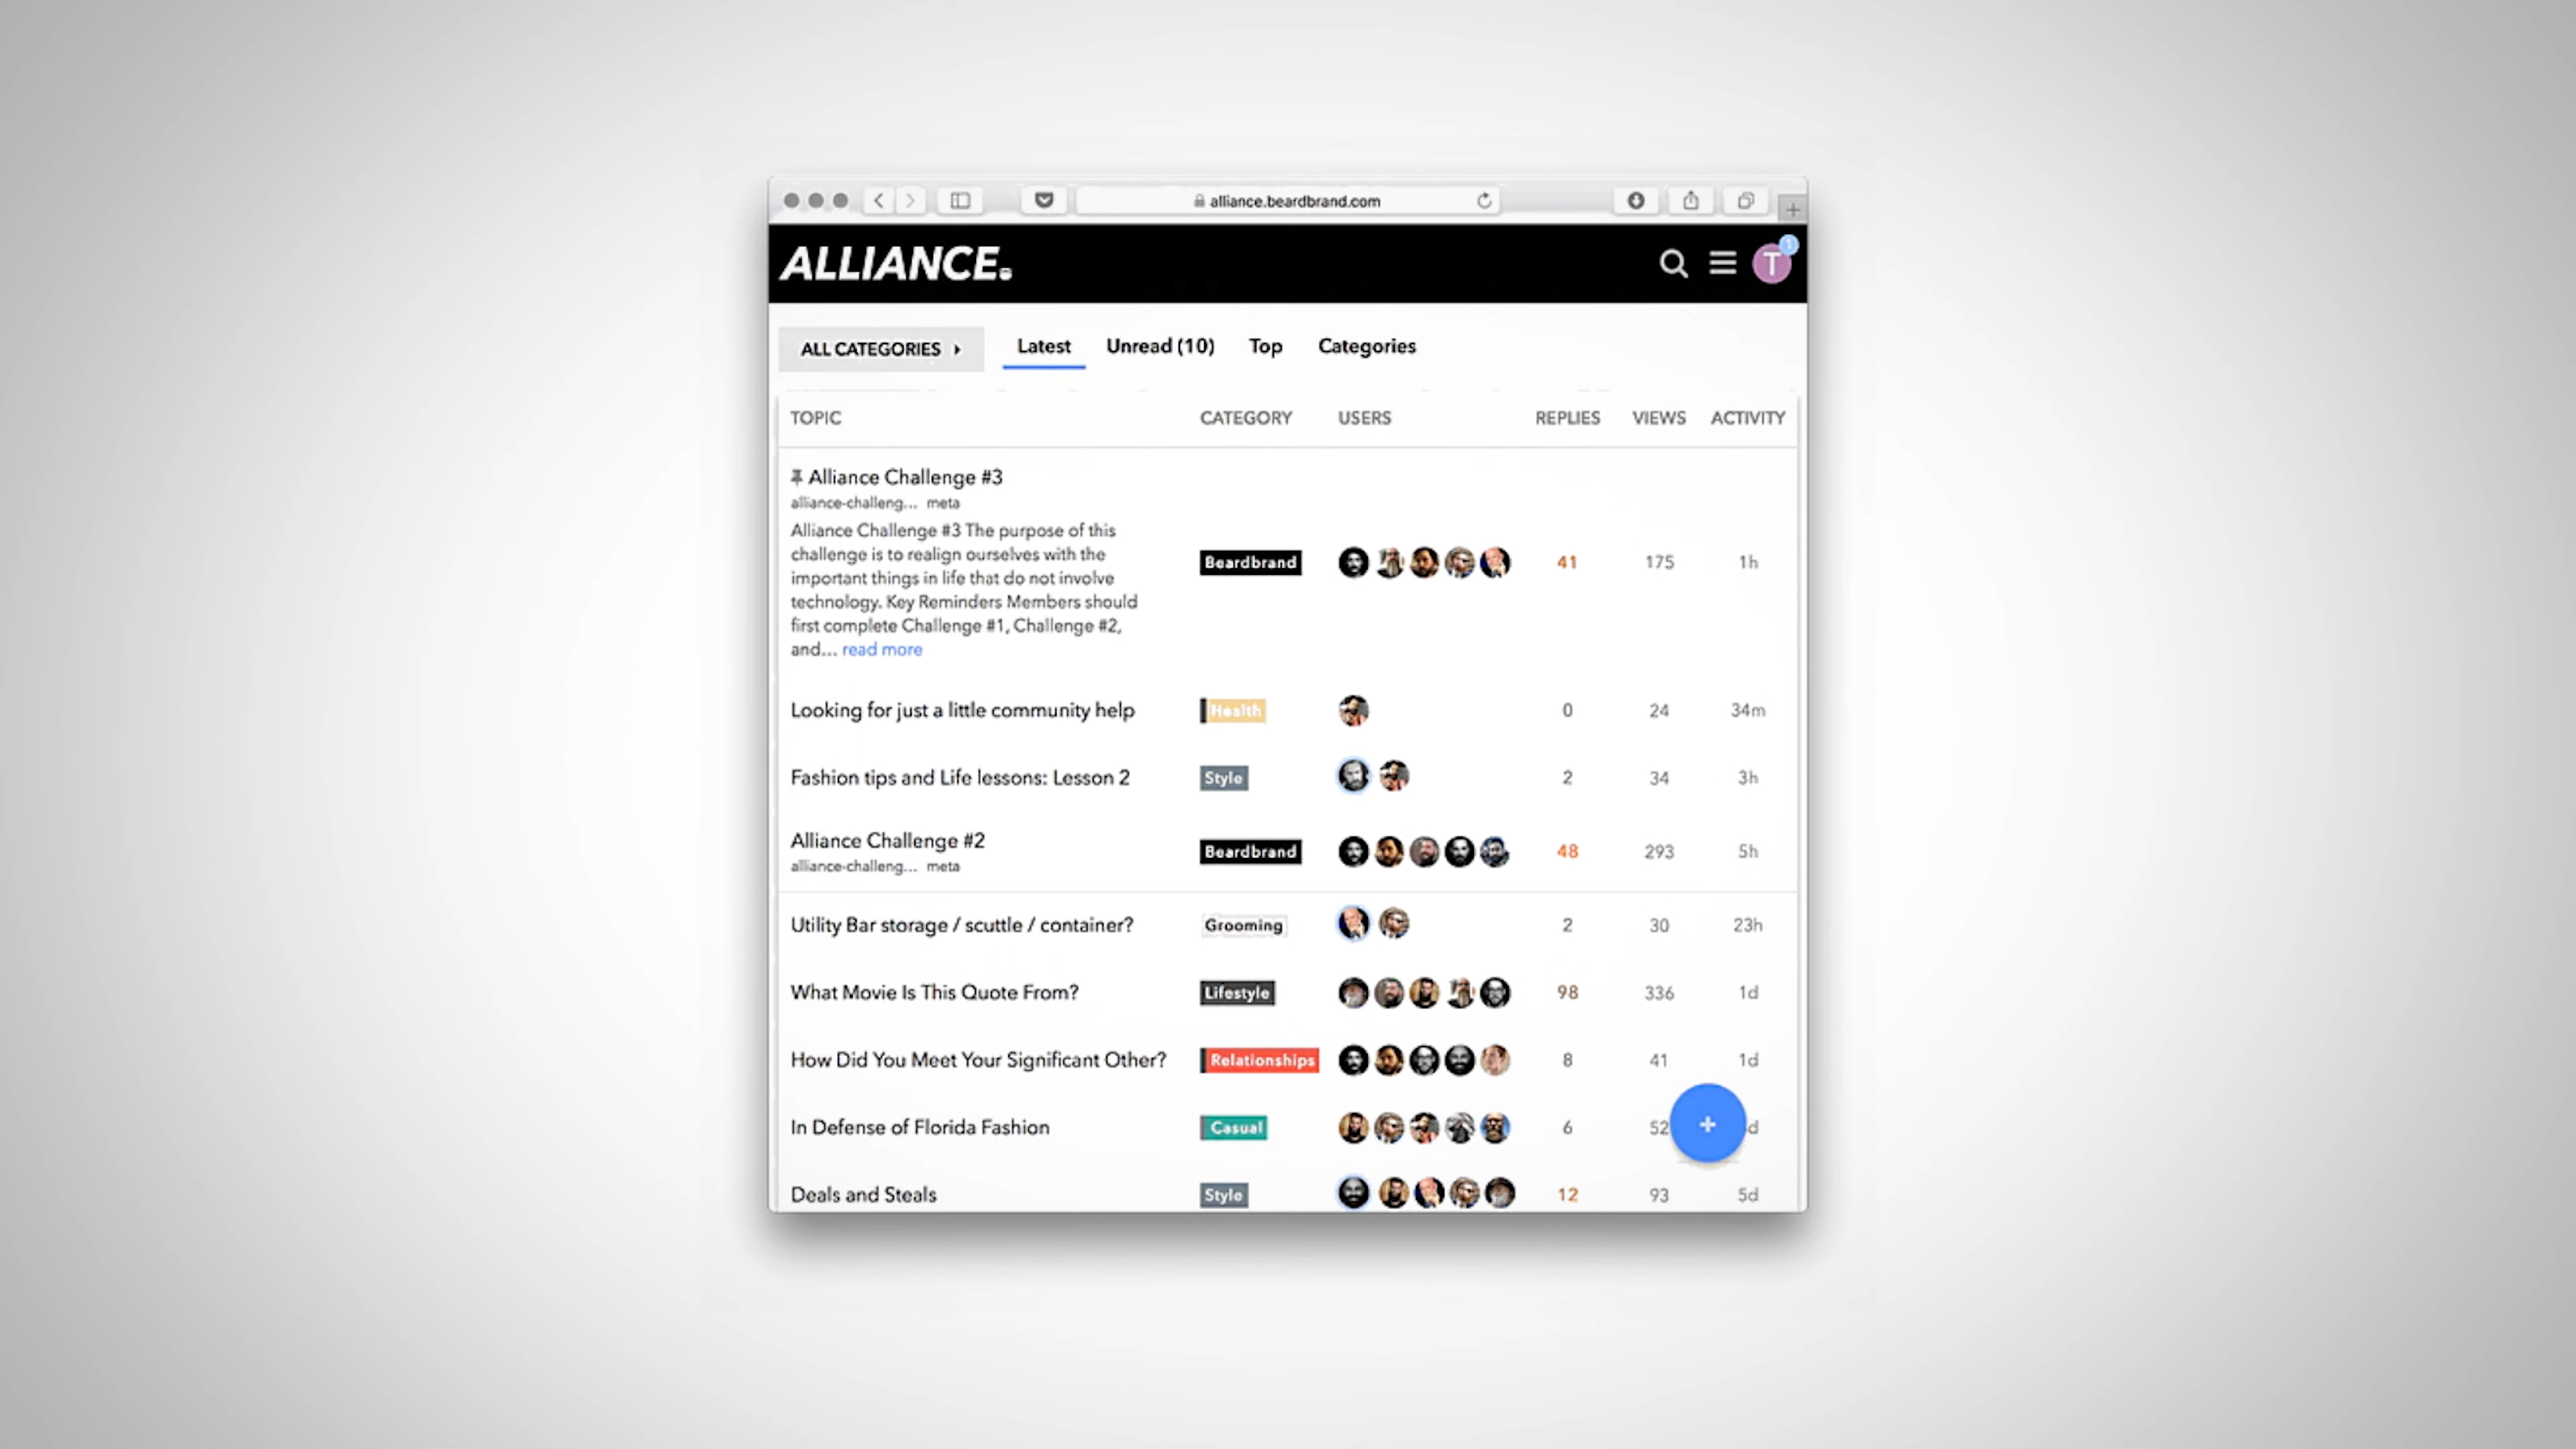 alliance.beardbrand.com
ALLIANCE.
T
1
ALL CATEGORIES Latest Unread (10) Top Categories
TOPIC CATEGORY USERS REPLIES VIEWS ACTIVITY
Alliance Challenge #3
alliance-challeng... meta
Alliance Challenge #3 The purpose of this
challenge is to realign ourselves with the
important things in life that do not involve
technology. Key Reminders Members should
first complete Challenge #1, Challenge #2,
and... read more
Beardbrand 41 175 1h
Looking for just a little community help Health 0 24 34m
Fashion tips and Life lessons: Lesson 2 Style 2 34 3h
Alliance Challenge #2
alliance-challeng... meta
Beardbrand 48 293 5h
Utility Bar storage / scuttle / container? Grooming 2 30 23h
What Movie Is This Quote From? Lifestyle 98 336 1d
How Did You Meet Your Significant Other? Relationships 8 41 1d
In Defense of Florida Fashion Casual 6 52 d
Deals and Steals Style 12 93 5d